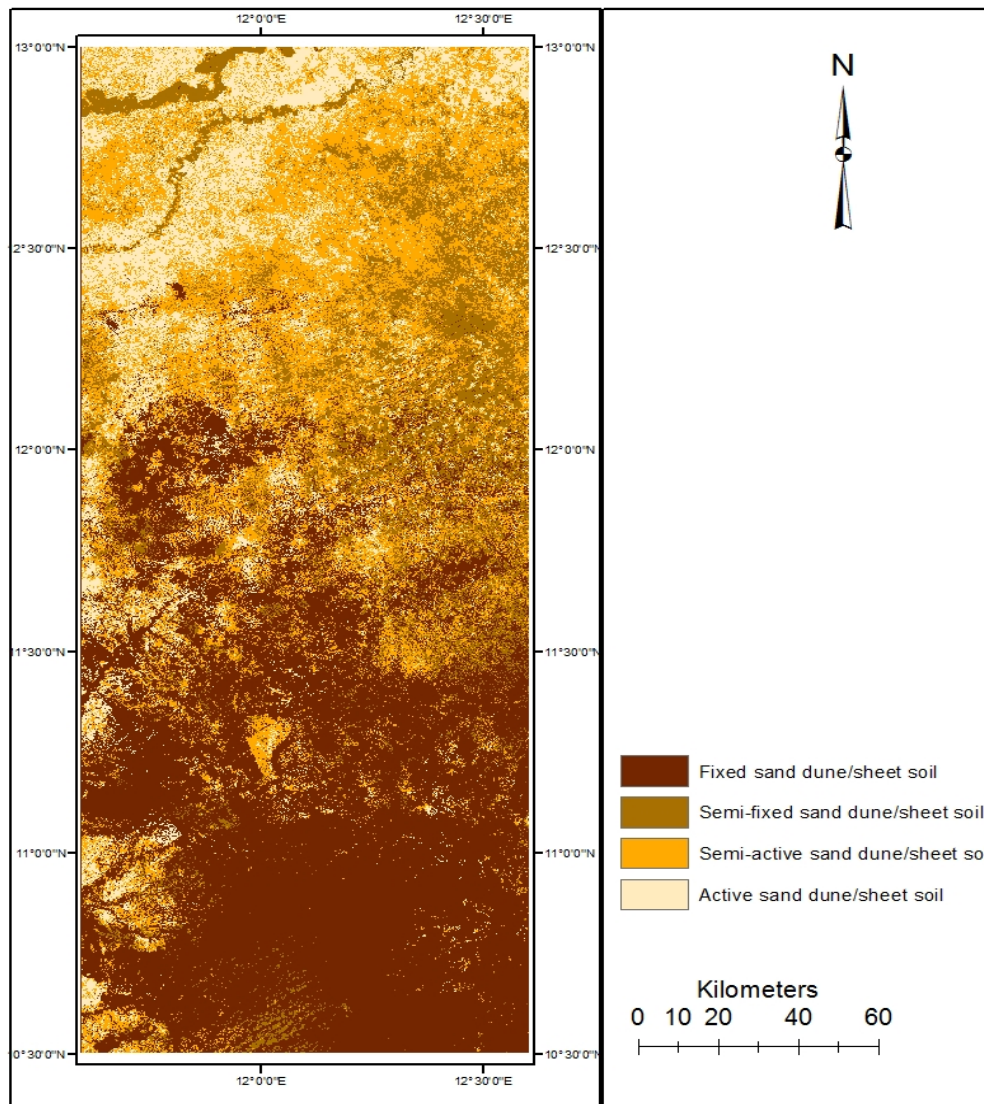 12°0'0"E 12°30'0"E
13°0'0"N 13°0'0"N
2°30'0"N 12°30'0"N
12°0'0"N 12°0'0"N
11°30'0"N 11°30'0"N
11°0'0"N 11°0'0"N
0°30'0"N 10°30'0"N
12°0'0"E 12°30'0"E
N
Fixed sand dune/sheet soil
Semi-fixed sand dune/sheet soil
Semi-active sand dune/sheet so
Active sand dune/sheet soil
Kilometers
0 10 20 40 60